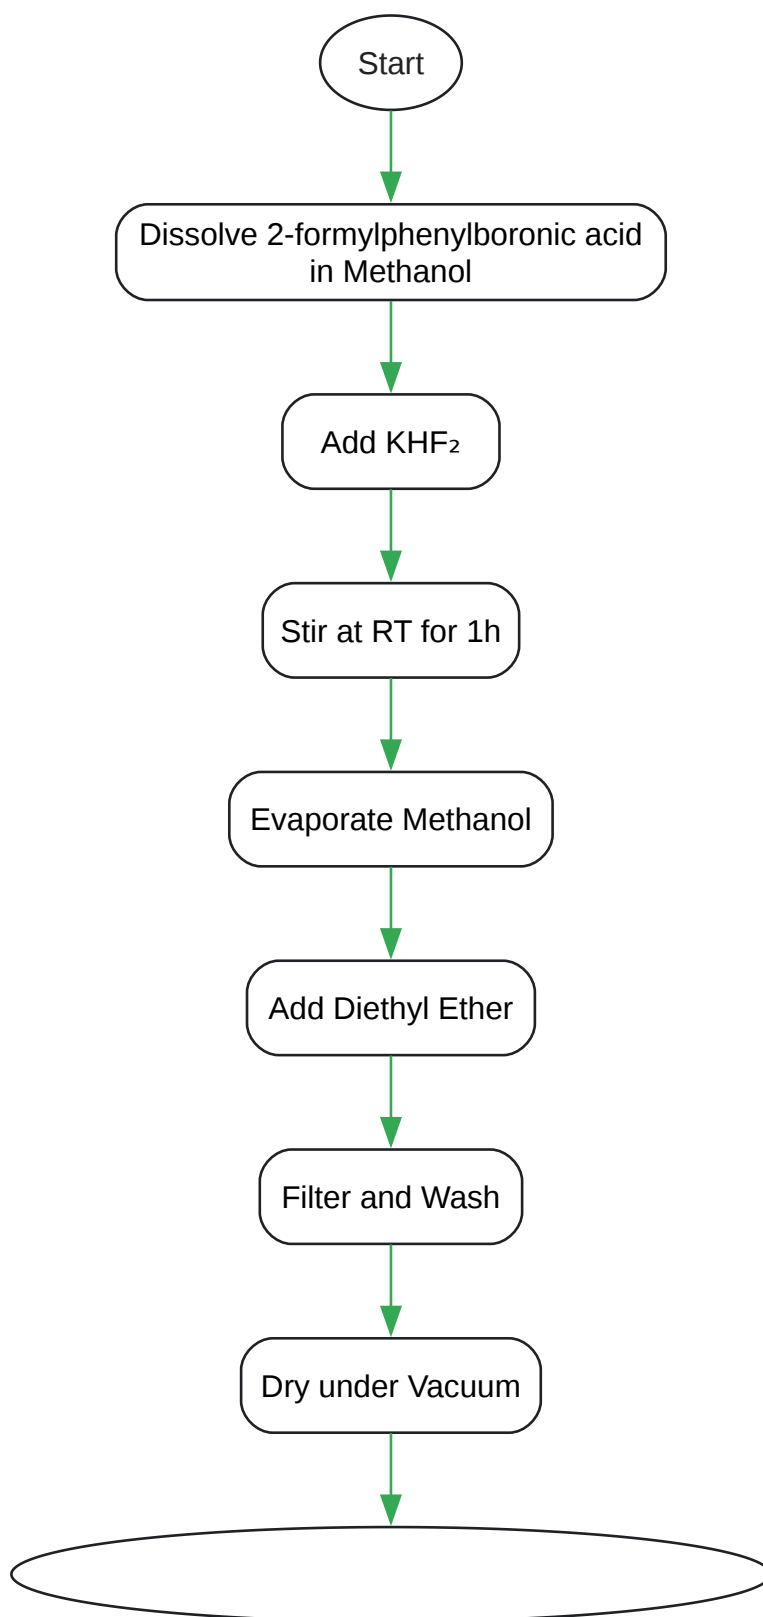 Start
Dissolve 2-formylphenylboronic acid
in Methanol
Add KHF₂
Stir at RT for 1h
Evaporate Methanol
Add Diethyl Ether
Filter and Wash
Dry under Vacuum